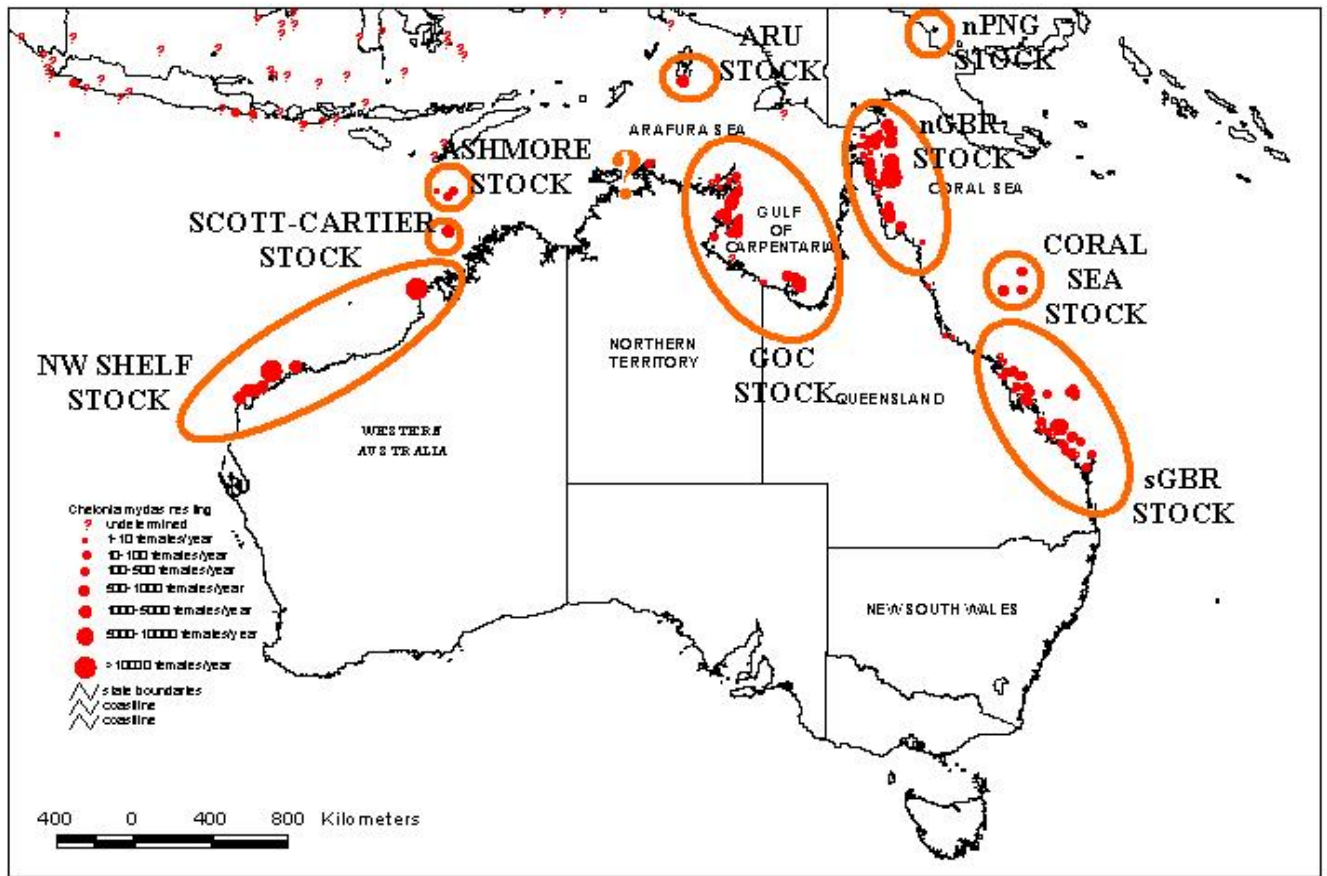 ARU
STOCK
nPNG
STOCK
ARAFURA SEA
nGBR
STOCK
CORAL SEA
ASHMORE
STOCK
?
SCOTT-CARTIER
STOCK
GULF
OF
CARPENTARIA
CORAL
SEA
STOCK
NW SHELF
STOCK
NORTHERN
TERRITORY
GOC
STOCK
QUEENSLAND
WESTERN
AUSTRALIA
sGBR
STOCK
Chelonia mydas nesting
? undetermined
1-10 females/year
10-100 females/year
100-500 females/year
500-1000 females/year
1000-5000 females/year
5000-10000 females/year
>10000 females/year
state boundaries
coastline
coastline
NEW SOUTH WALES
400 0 400 800 Kilometers